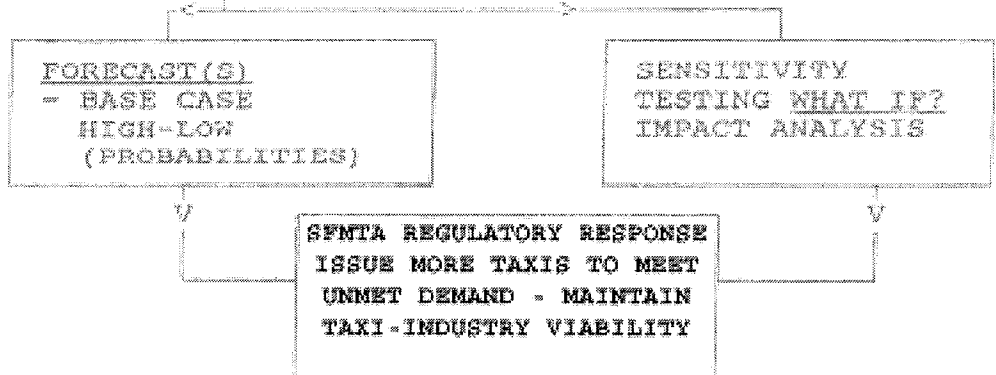 FORECAST(S)
- BASE CASE
HIGH-LOW
(PROBABILITIES)
SENSITIVITY
TESTING WHAT IF?
IMPACT ANALYSIS
SFMTA REGULATORY RESPONSE
ISSUE MORE TAXIS TO MEET
UNMET DEMAND - MAINTAIN
TAXI-INDUSTRY VIABILITY